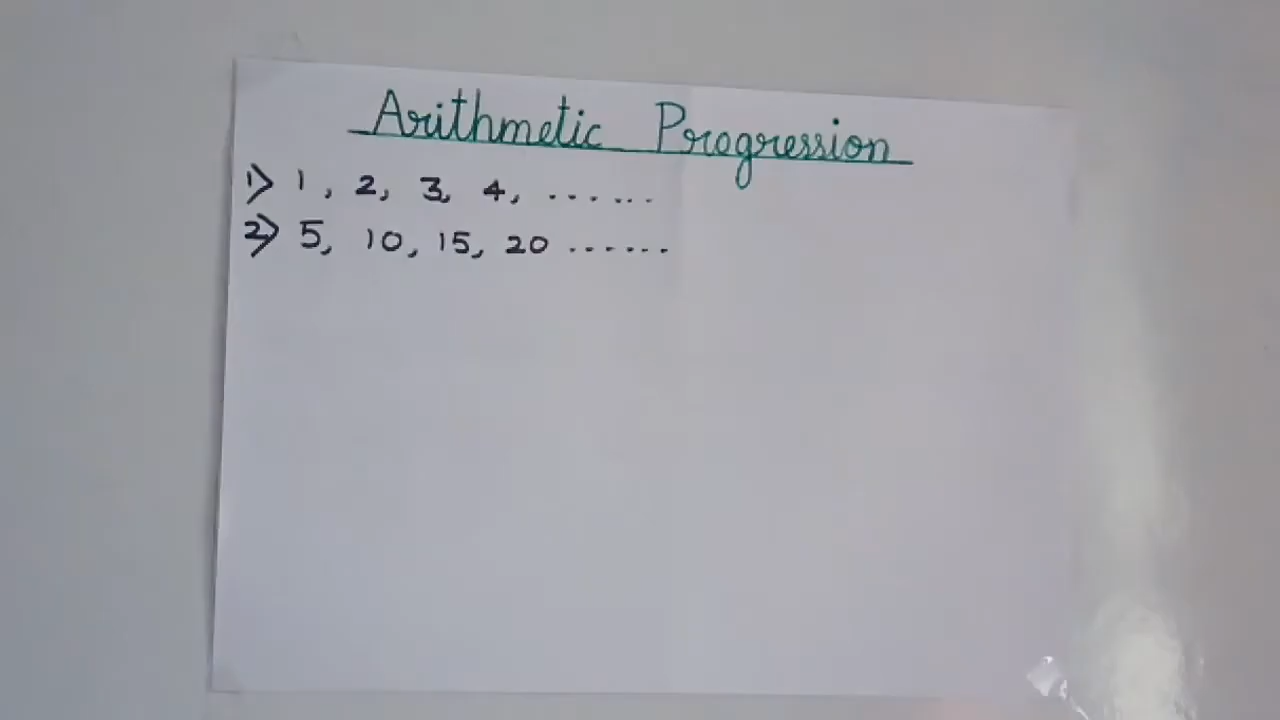 Arithmetic Progression
1> 1, 2, 3, 4, ......
2> 5, 10, 15, 20 ......